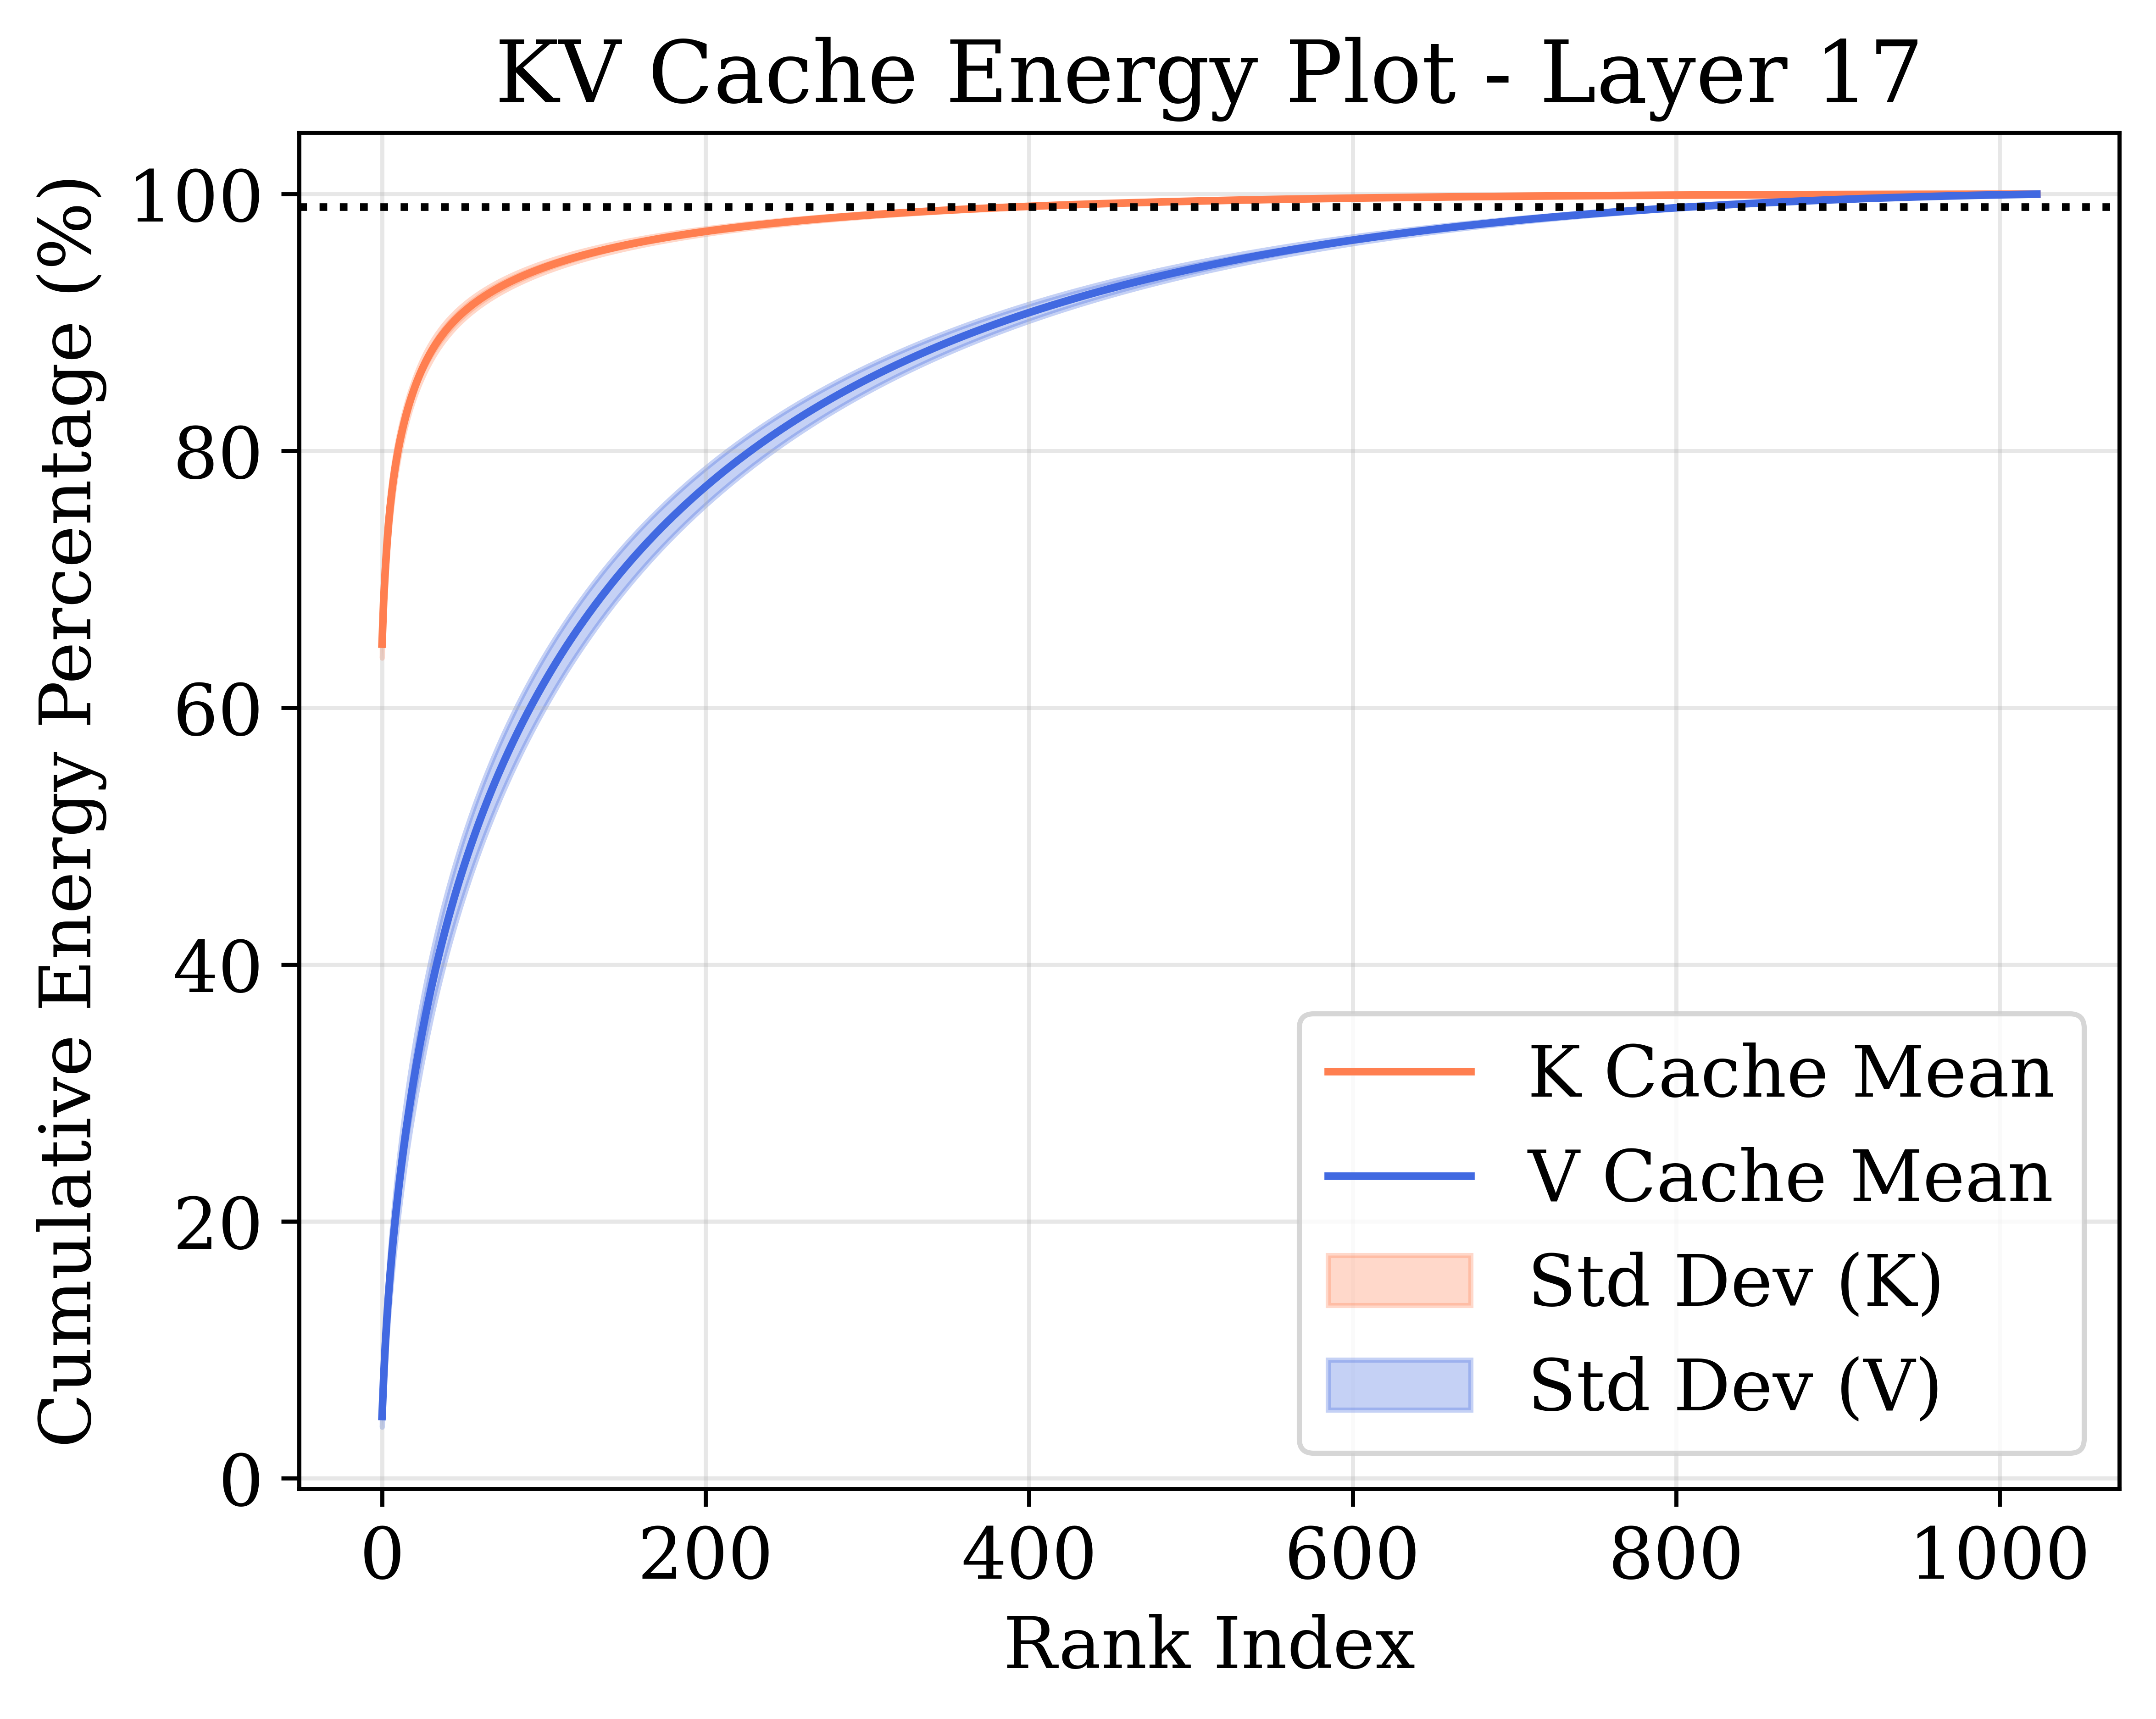 KV Cache Energy Plot - Layer 17
Cumulative Energy Percentage (%)
100
80
60
40
20
0
K Cache Mean
V Cache Mean
Std Dev (K)
Std Dev (V)
0 200 400 600 800 1000
Rank Index